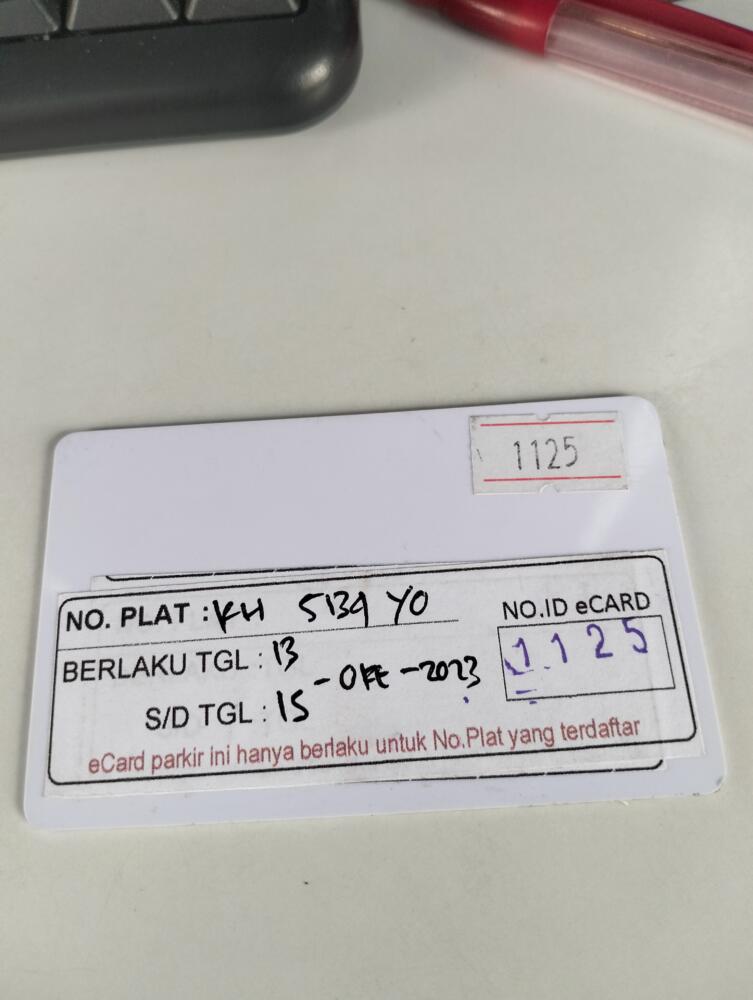 1125
NO. PLAT : KH 5134 YO
NO.ID eCARD
1125
BERLAKU TGL : 13
- OKt - 2023
S/D TGL : 15
eCard parkir ini hanya berlaku untuk No.Plat yang terdaftar